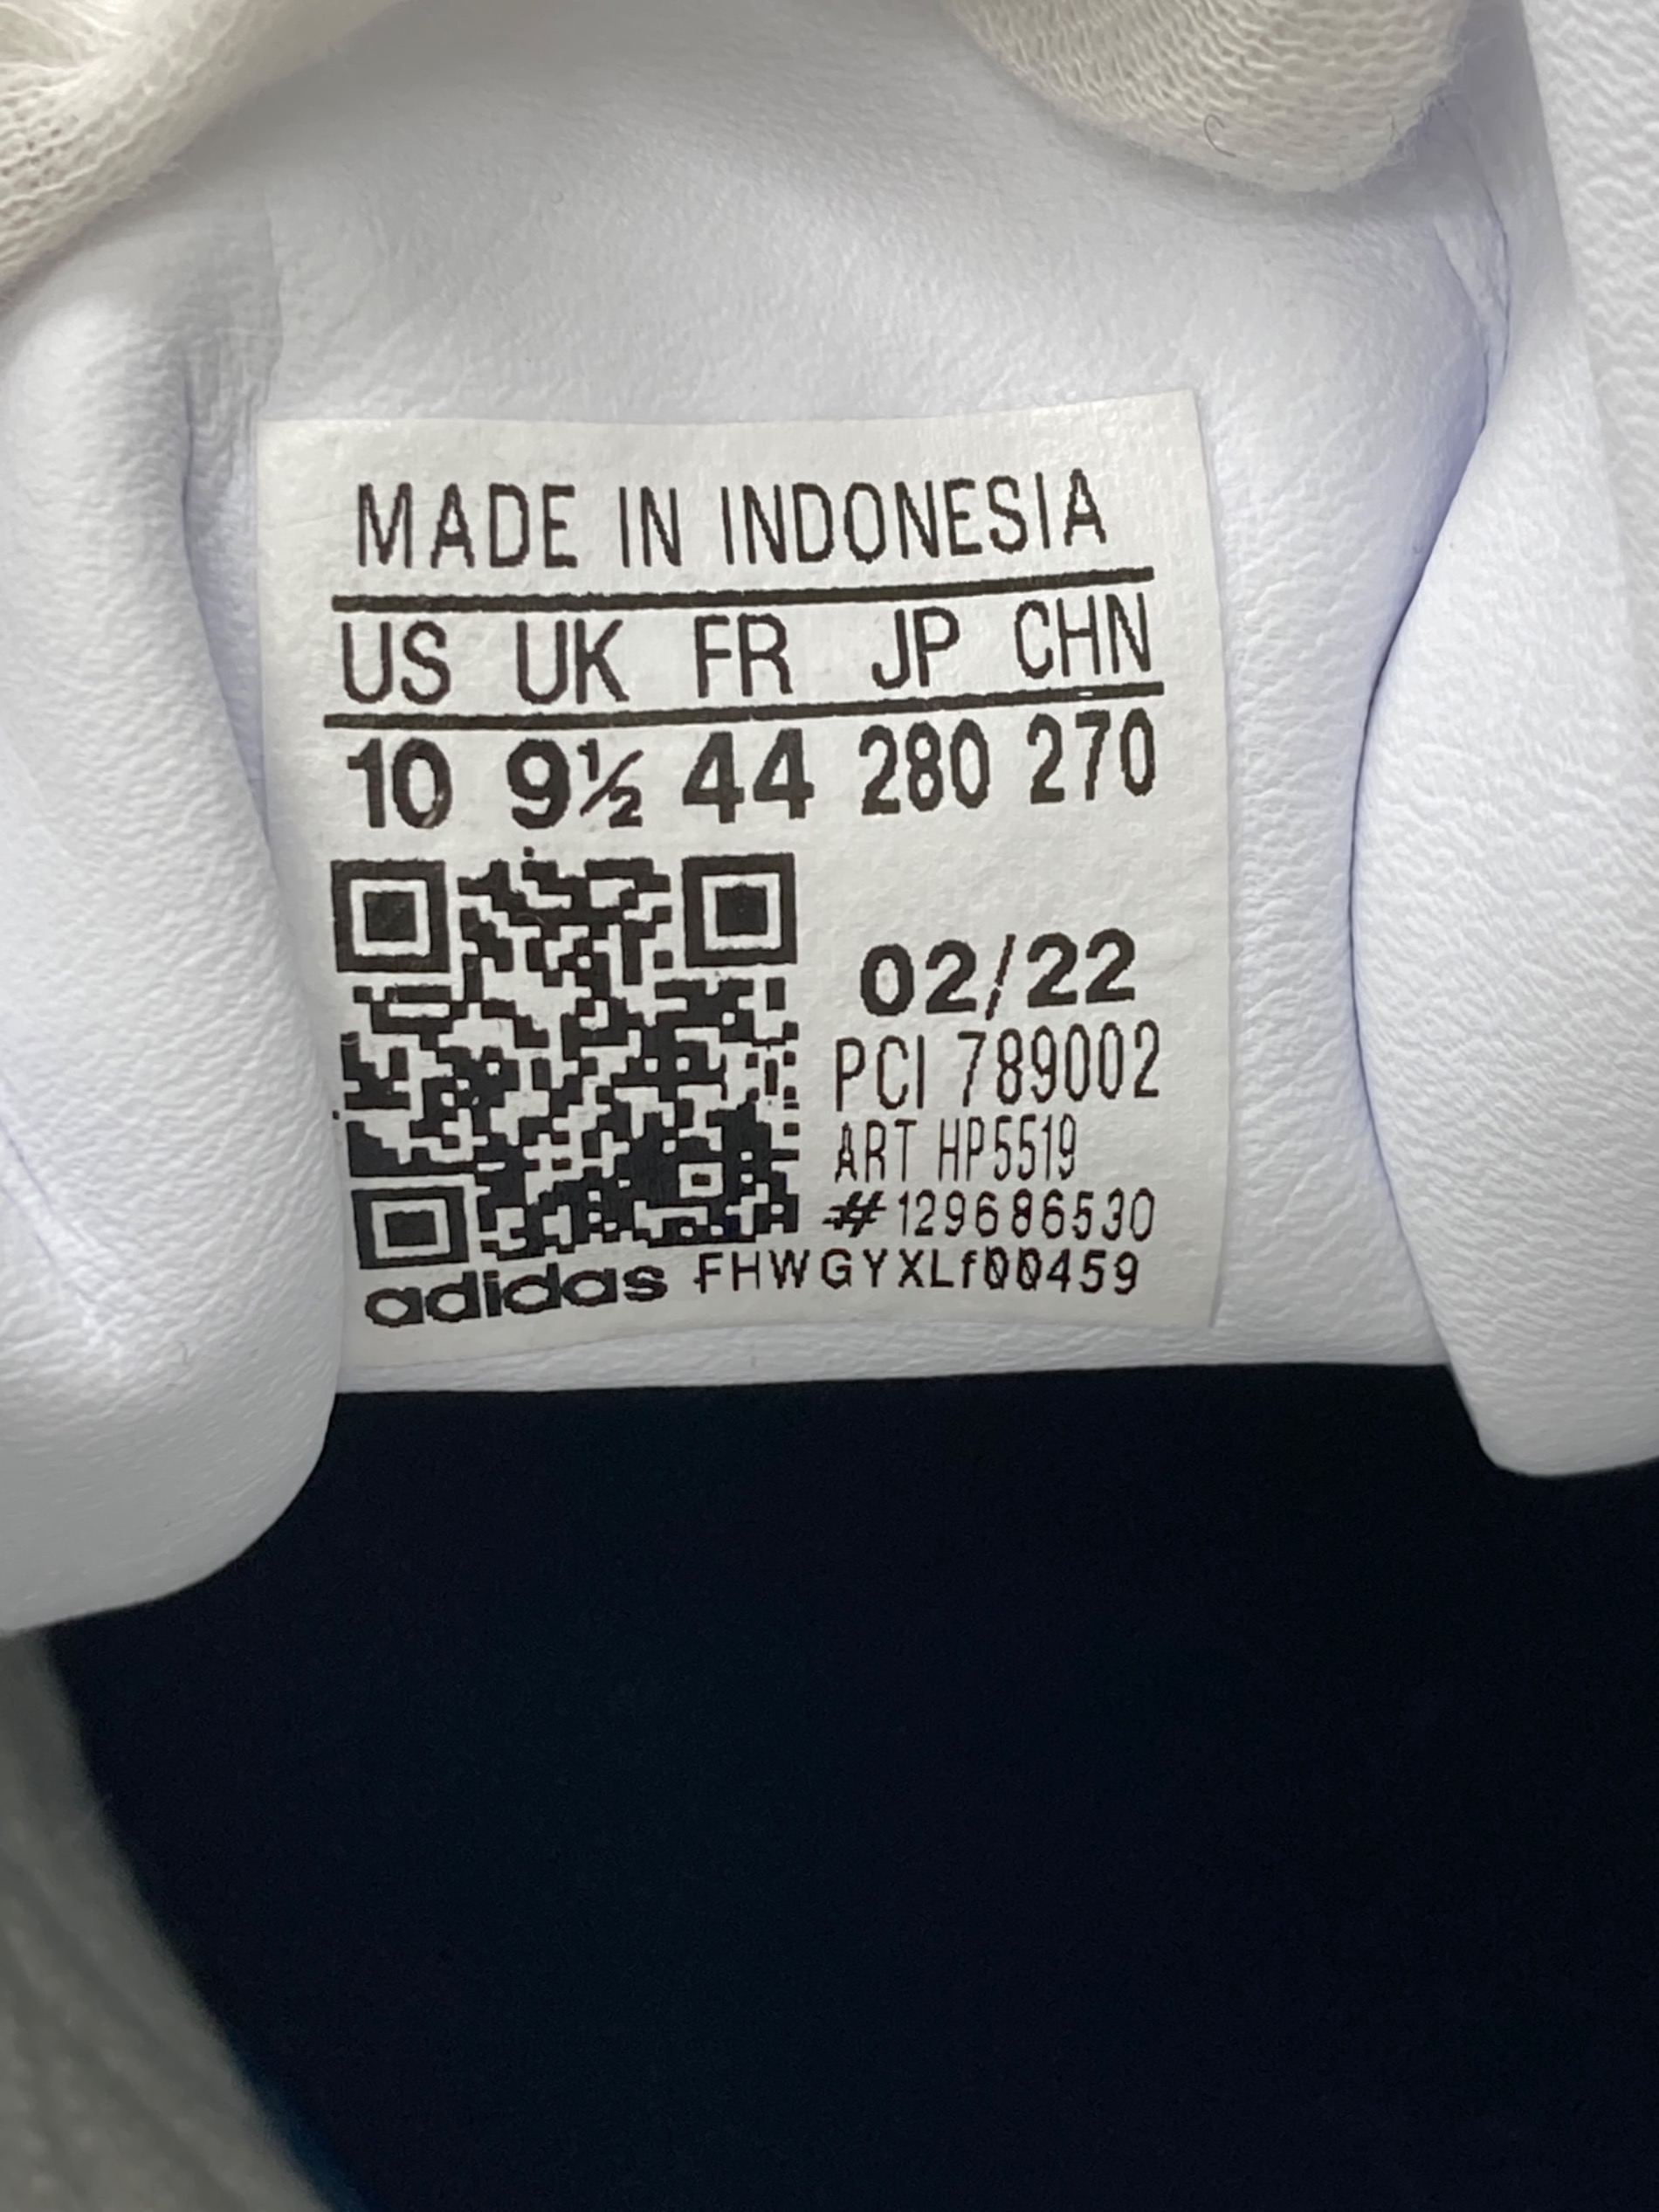 MADE IN INDONESIA
US UK FR JP CHN
10 9½ 44 280 270
02/22
PCI 789002
ART HP5519
#129686530
adidas FHWGYXLf00459